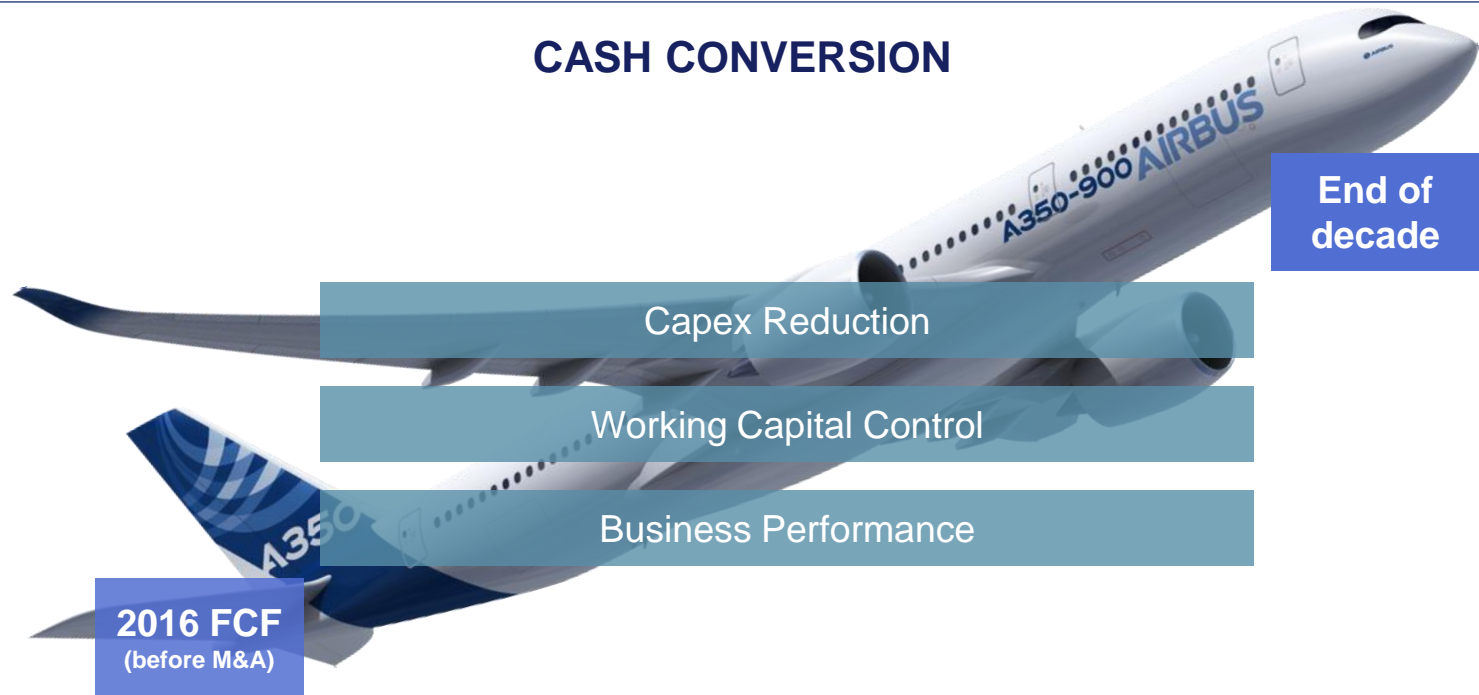 CASH CONVERSION
AIRBUS
AIRBUS
A350-900
End of
decade
Capex Reduction
Working Capital Control
Business Performance
A350
2016 FCF
(before M&A)